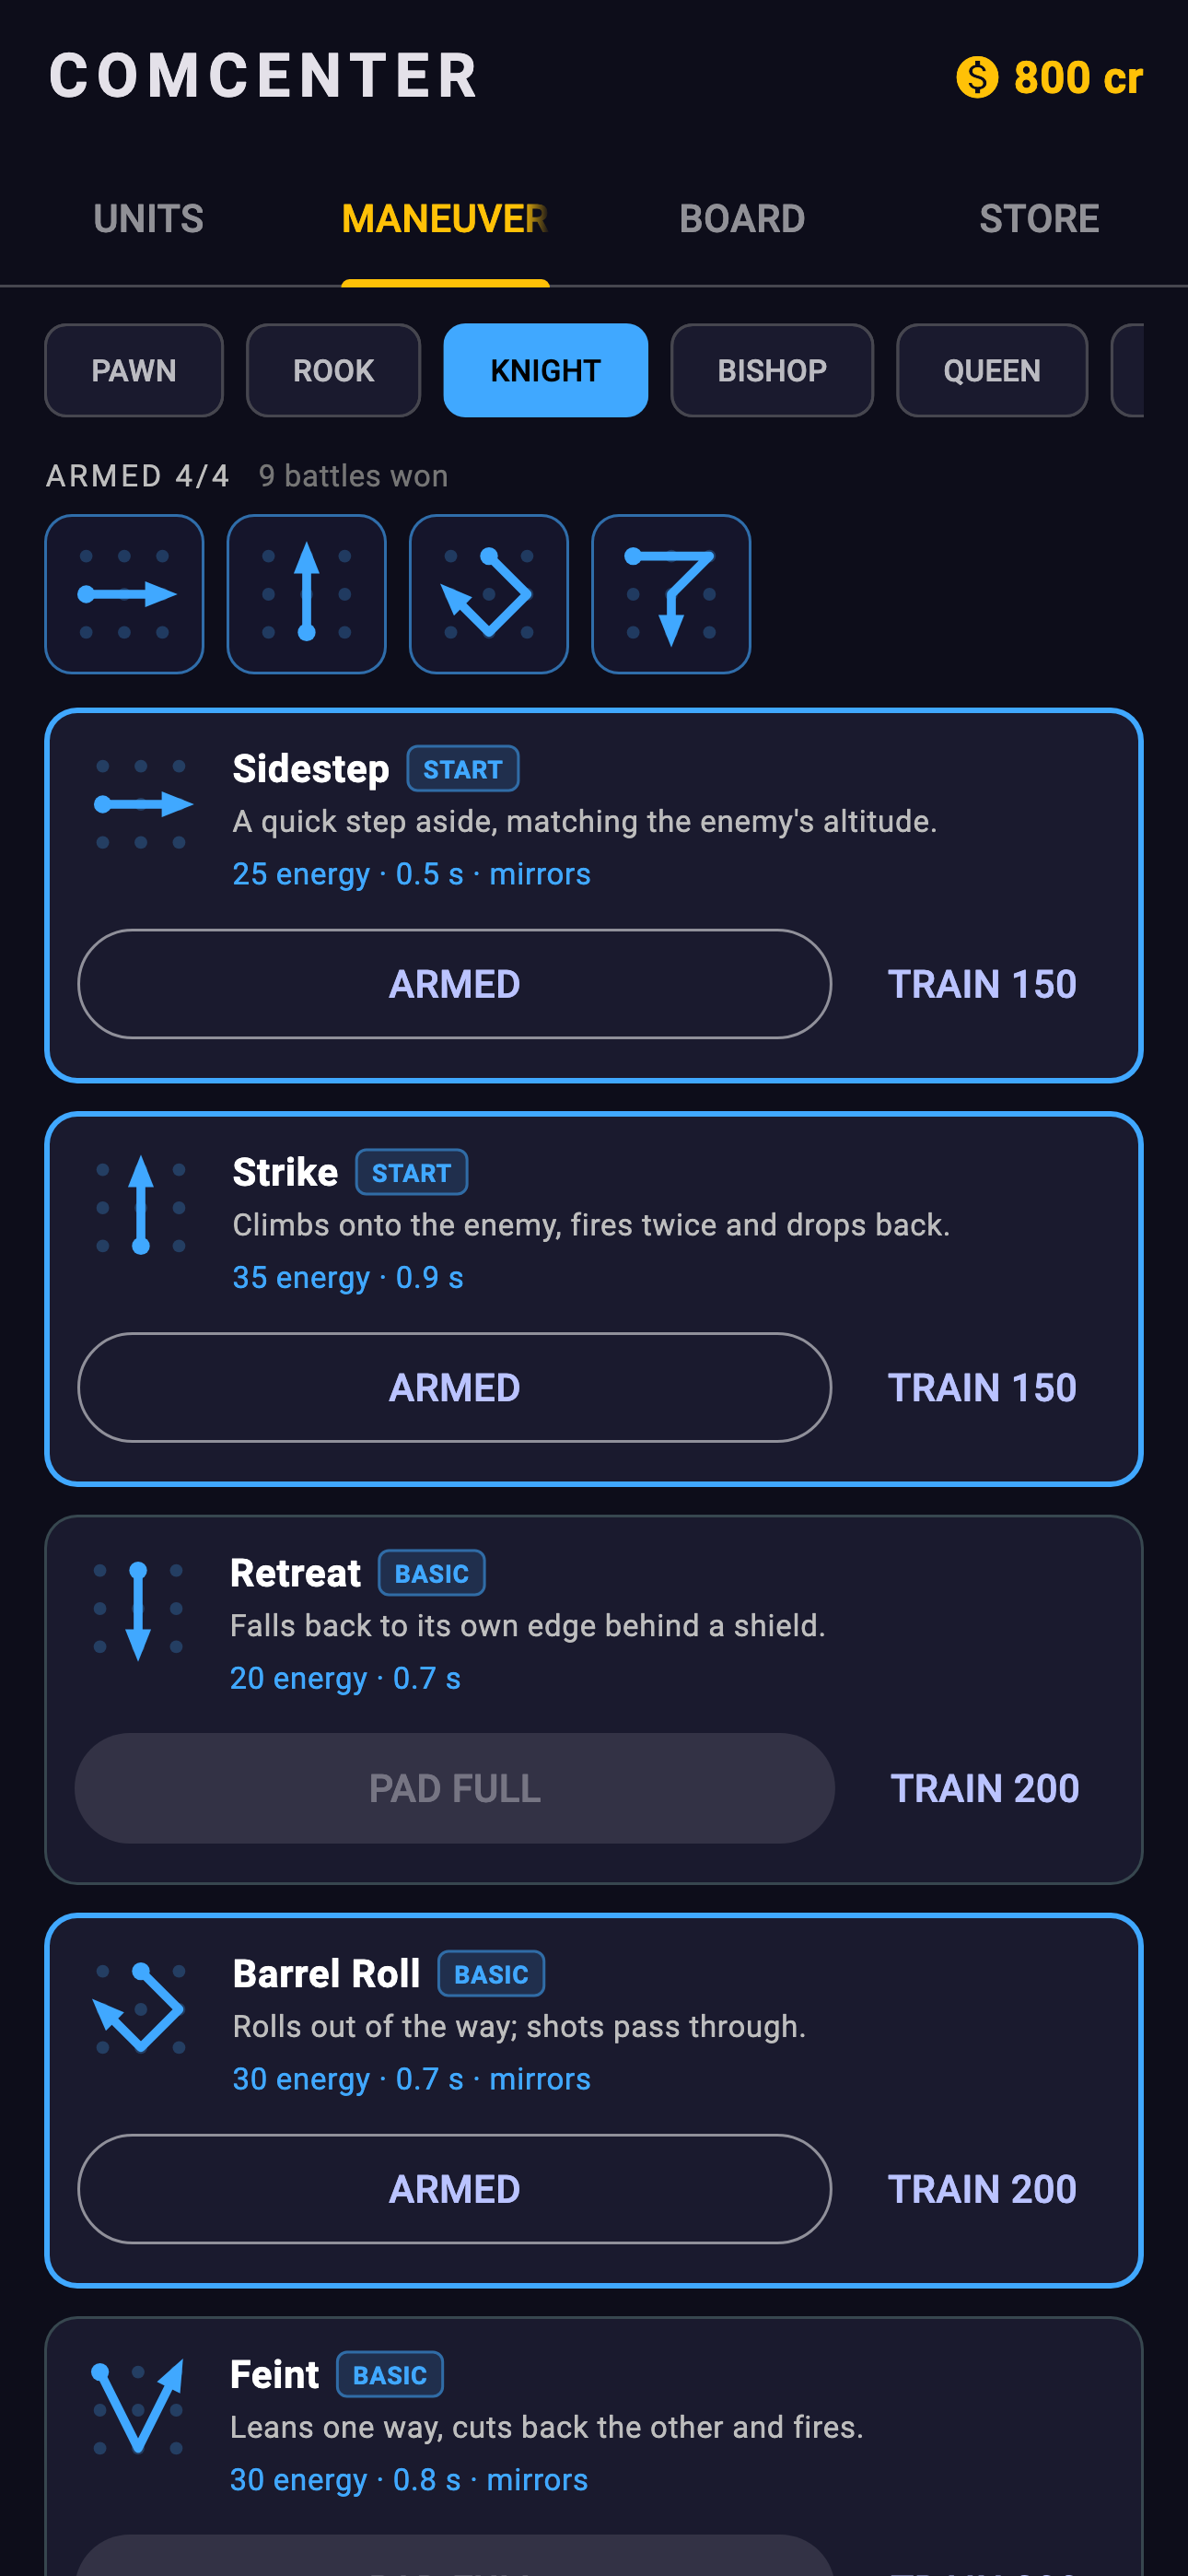 COMCENTER
$ 800 cr
UNITS MANEUVER BOARD STORE
PAWN ROOK KNIGHT BISHOP QUEEN
ARMED 4/4 9 battles won
Sidestep START
A quick step aside, matching the enemy's altitude.
25 energy · 0.5 s · mirrors
ARMED TRAIN 150
Strike START
Climbs onto the enemy, fires twice and drops back.
35 energy · 0.9 s
ARMED TRAIN 150
Retreat BASIC
Falls back to its own edge behind a shield.
20 energy · 0.7 s
PAD FULL TRAIN 200
Barrel Roll BASIC
Rolls out of the way; shots pass through.
30 energy · 0.7 s · mirrors
ARMED TRAIN 200
Feint BASIC
Leans one way, cuts back the other and fires.
30 energy · 0.8 s · mirrors